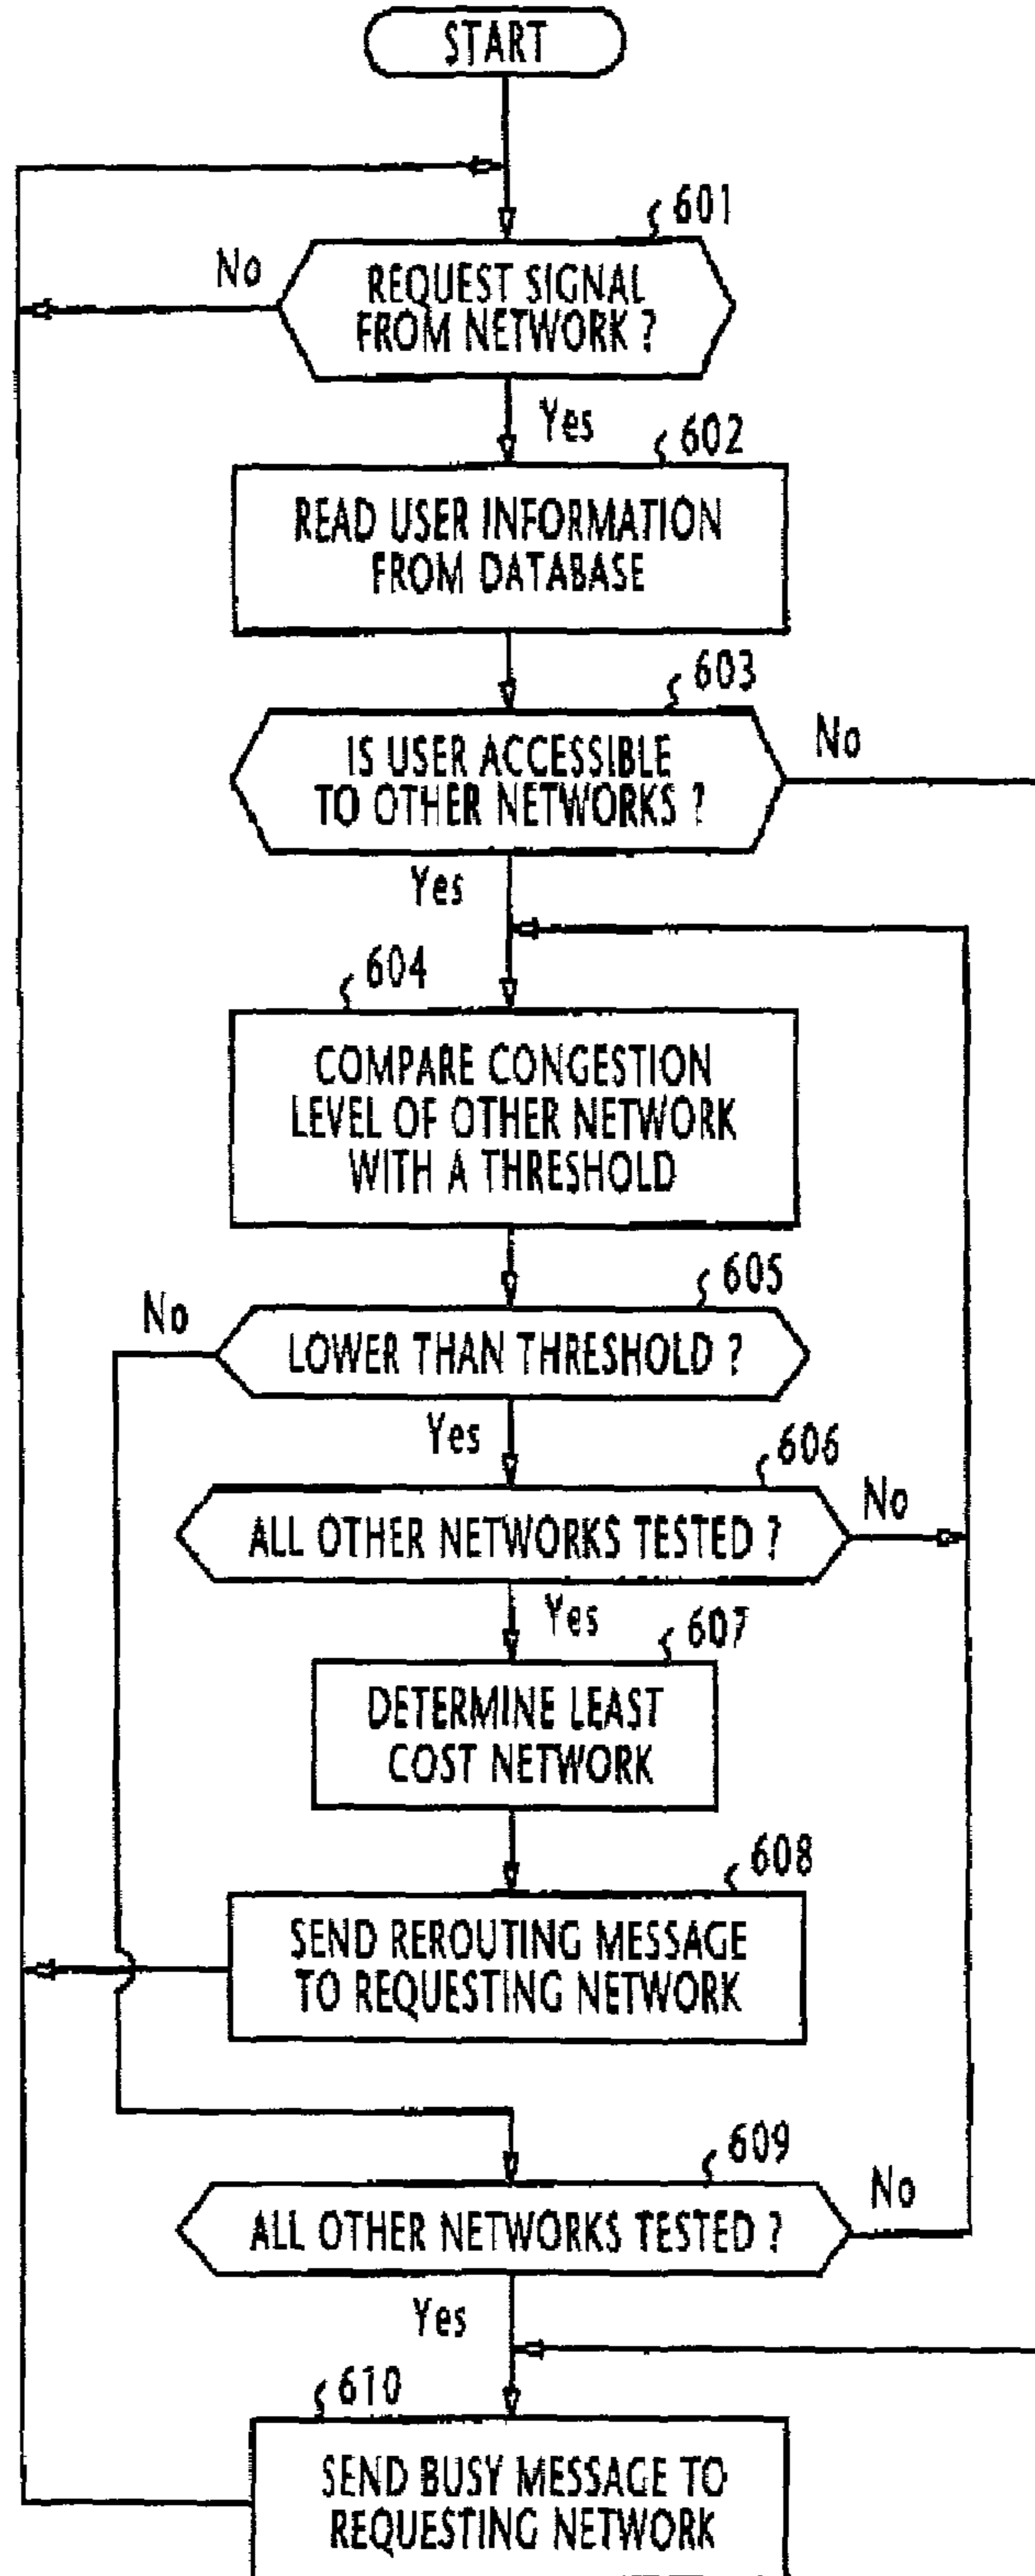 START
601
No
REQUEST SIGNAL
FROM NETWORK ?
Yes
602
READ USER INFORMATION
FROM DATABASE
603
No
IS USER ACCESSIBLE
TO OTHER NETWORKS ?
Yes
604
COMPARE CONGESTION
LEVEL OF OTHER NETWORK
WITH A THRESHOLD
605
No
LOWER THAN THRESHOLD ?
Yes
606
No
ALL OTHER NETWORKS TESTED ?
Yes
607
DETERMINE LEAST
COST NETWORK
608
SEND REROUTING MESSAGE
TO REQUESTING NETWORK
609
No
ALL OTHER NETWORKS TESTED ?
Yes
610
SEND BUSY MESSAGE TO
REQUESTING NETWORK